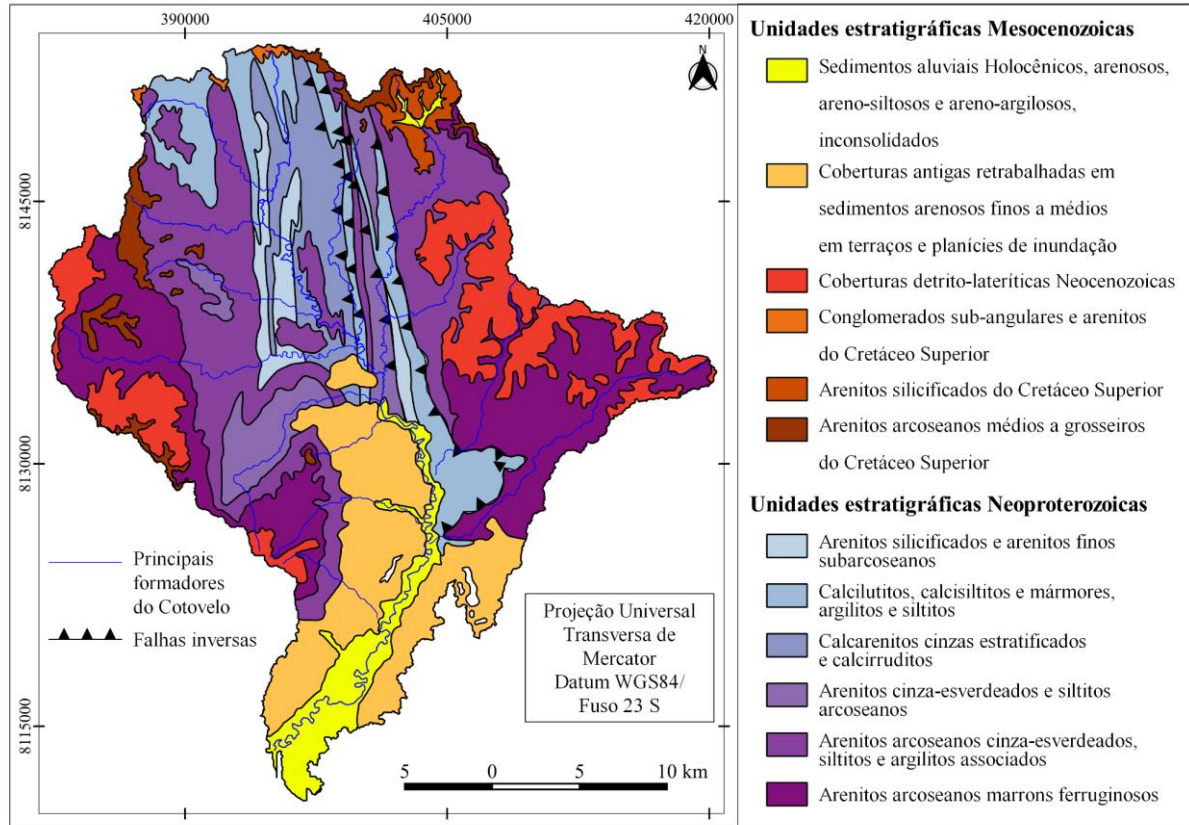 390000
405000
420000
N
8145000
8130000
8115000
Principais
formadores
do Cotovelo
Falhas inversas
Projeção Universal
Transversa de
Mercator
Datum WGS84/
Fuso 23 S
5 0 5 10 km
Unidades estratigráficas Mesocenozoicas
Sedimentos aluviais Holocênicos, arenosos,
areno-siltosos e areno-argilosos,
inconsolidados
Coberturas antigas retrabalhadas em
sedimentos arenosos finos a médios
em terraços e planícies de inundação
Coberturas detrito-lateríticas Neocenozoicas
Conglomerados sub-angulares e arenitos
do Cretáceo Superior
Arenitos silicificados do Cretáceo Superior
Arenitos arcoseanos médios a grosseiros
do Cretáceo Superior
Unidades estratigráficas Neoproterozoicas
Arenitos silicificados e arenitos finos
subarcoseanos
Calcilutitos, calcisiltitos e mármores,
argilitos e siltitos
Calcarenitos cinzas estratificados
e calcirruditos
Arenitos cinza-esverdeados e siltitos
arcoseanos
Arenitos arcoseanos cinza-esverdeados,
siltitos e argilitos associados
Arenitos arcoseanos marrons ferruginosos